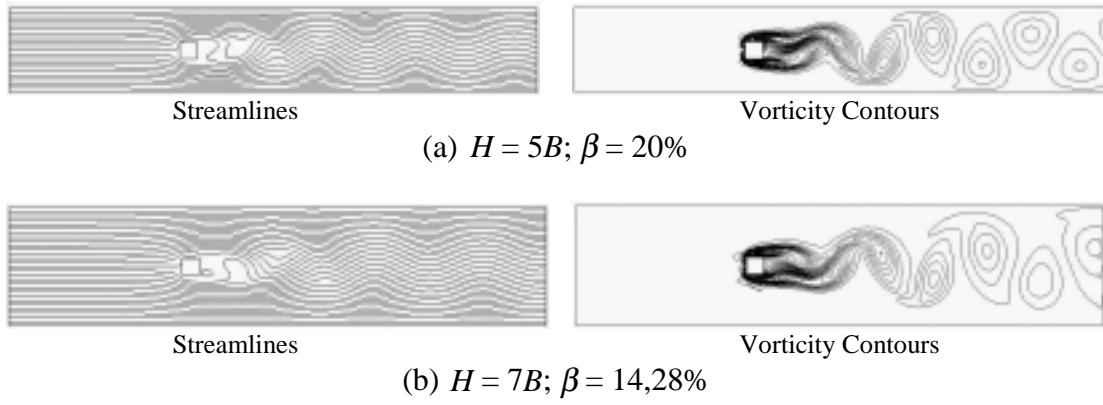 Streamlines Vorticity Contours
(a) H = 5B; β = 20%
Streamlines Vorticity Contours
(b) H = 7B; β = 14,28%